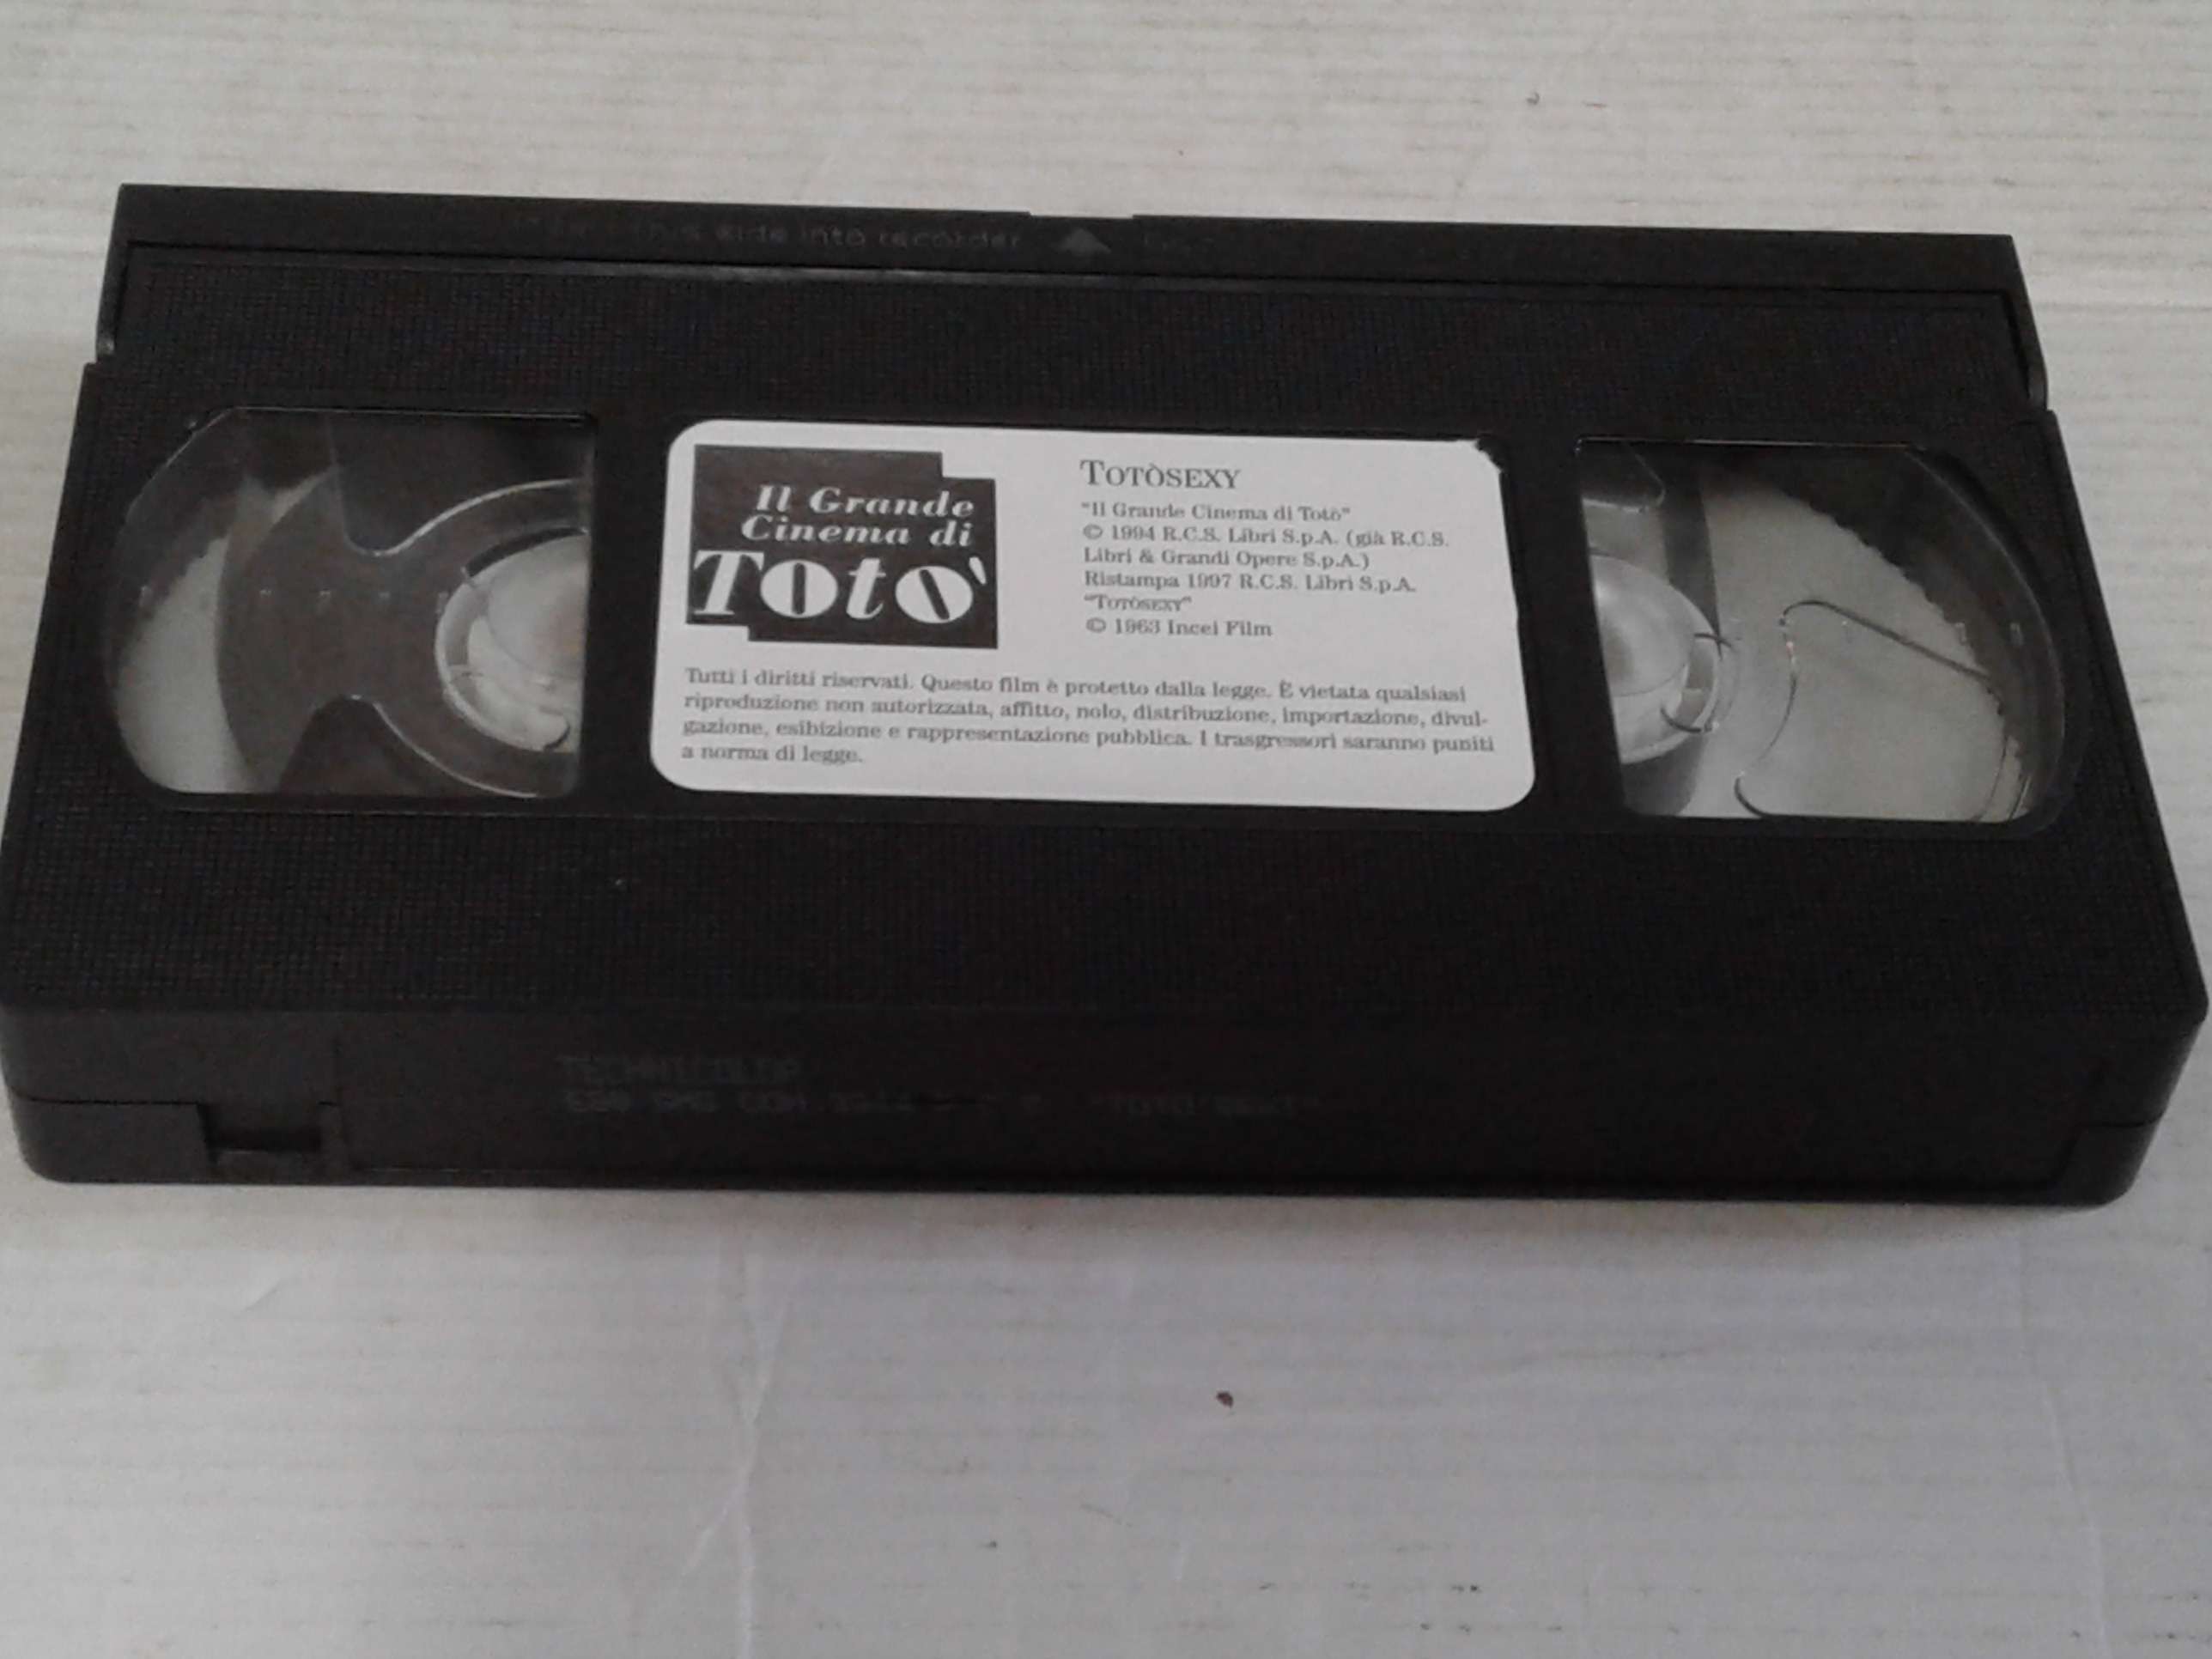 this side into recorder
Il Grande
Cinema di
Totò
TOTÒSEXY
"Il Grande Cinema di Totò"
© 1994 R.C.S. Libri S.p.A. (già R.C.S.
Libri & Grandi Opere S.p.A.)
Ristampa 1997 R.C.S. Libri S.p.A.
"TOTÒSEXY"
© 1963 Incei Film
Tutti i diritti riservati. Questo film è protetto dalla legge. È vietata qualsiasi
riproduzione non autorizzata, affitto, nolo, distribuzione, importazione, divul-
gazione, esibizione e rappresentazione pubblica. I trasgressori saranno puniti
a norma di legge.
TECHNICOLOR